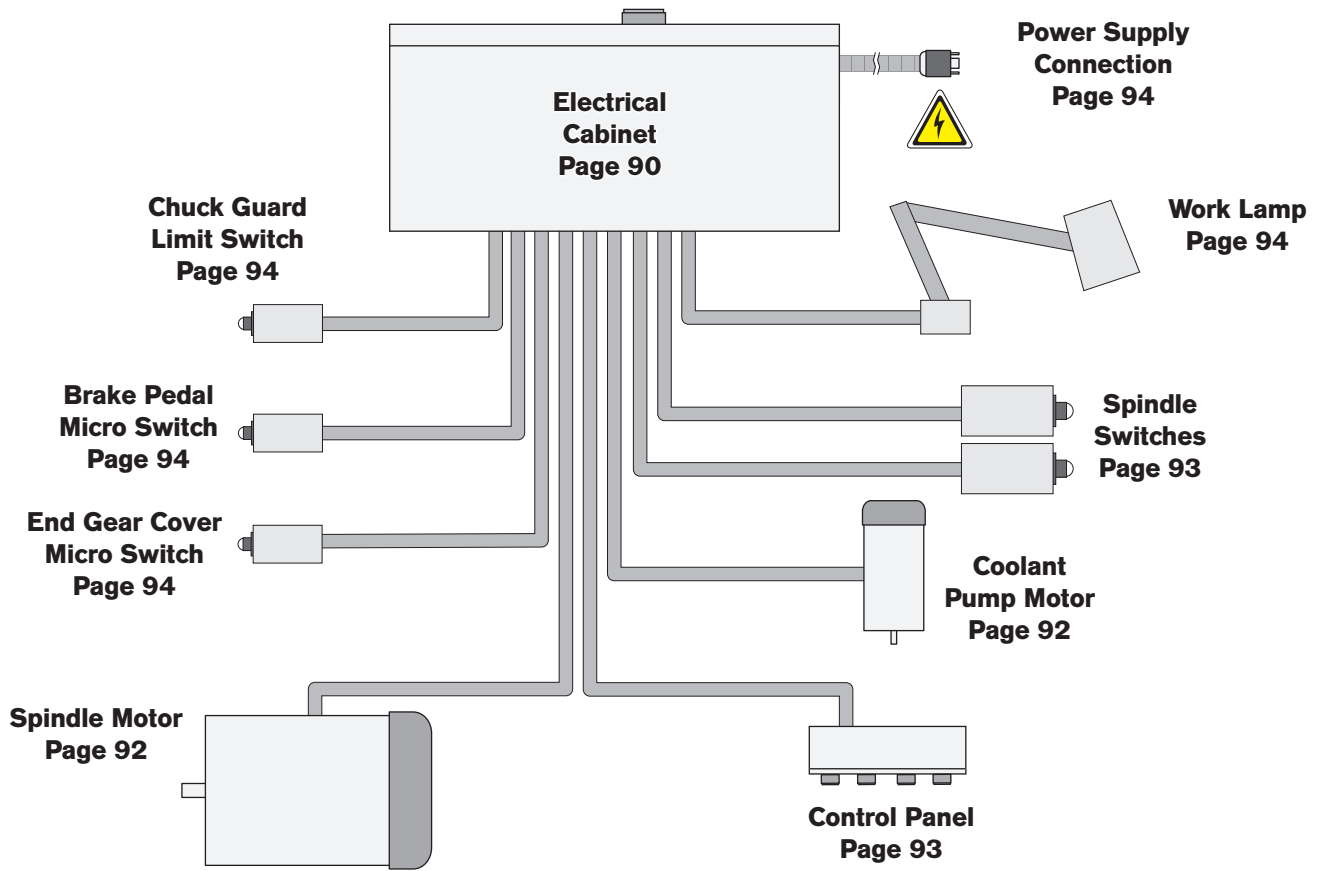 Power Supply
Connection
Page 94
Electrical
Cabinet
Page 90
Chuck Guard
Limit Switch
Page 94
Work Lamp
Page 94
Brake Pedal
Micro Switch
Page 94
Spindle
Switches
Page 93
End Gear Cover
Micro Switch
Page 94
Coolant
Pump Motor
Page 92
Spindle Motor
Page 92
Control Panel
Page 93